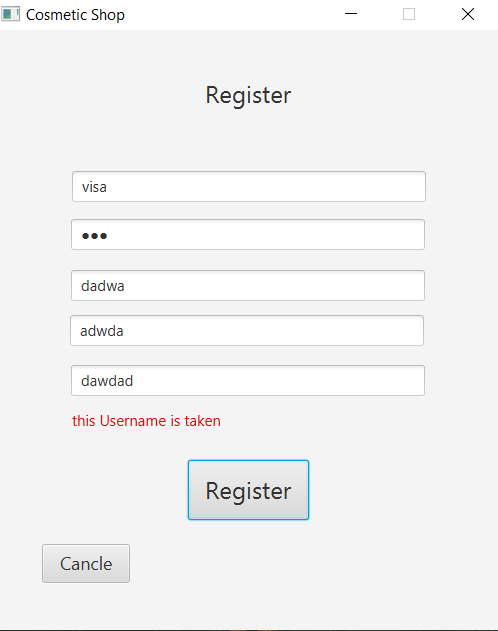 Cosmetic Shop
Register
visa
●●●
dadwa
adwda
dawdad
this Username is taken
Register
Cancle